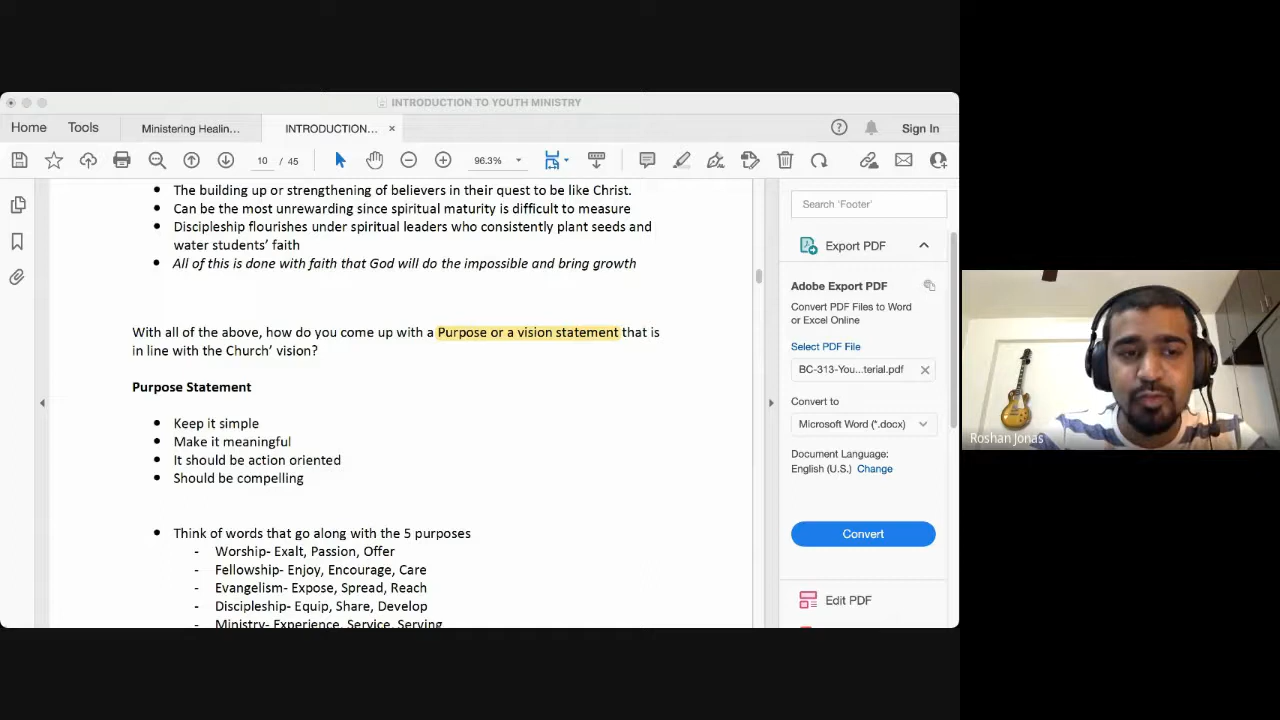 INTRODUCTION TO YOUTH MINISTRY
Home
Tools
Ministering Healin...
INTRODUCTION...
Sign In
10 / 45
96.3%
The building up or strengthening of believers in their quest to be like Christ.
Can be the most unrewarding since spiritual maturity is difficult to measure
Discipleship flourishes under spiritual leaders who consistently plant seeds and
water students' faith
All of this is done with faith that God will do the impossible and bring growth
With all of the above, how do you come up with a Purpose or a vision statement that is
in line with the Church' vision?
Purpose Statement
Keep it simple
Make it meaningful
It should be action oriented
Should be compelling
Think of words that go along with the 5 purposes
- Worship- Exalt, Passion, Offer
- Fellowship- Enjoy, Encourage, Care
- Evangelism- Expose, Spread, Reach
- Discipleship- Equip, Share, Develop
- Ministry- Experience, Service, Serving
Search 'Footer'
Export PDF
Adobe Export PDF
Convert PDF Files to Word
or Excel Online
Select PDF File
BC-313-You...terial.pdf
Convert to
Microsoft Word (*.docx)
Document Language:
English (U.S.) Change
Convert
Edit PDF
Roshan Jonas